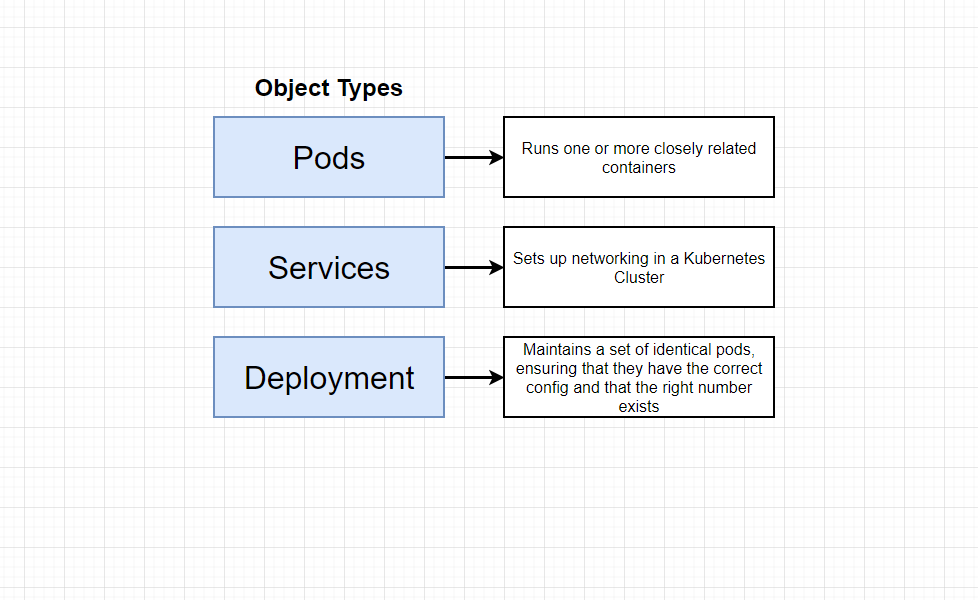 Object Types
Pods
Runs one or more closely related
containers
Services
Sets up networking in a Kubernetes
Cluster
Deployment
Maintains a set of identical pods,
ensuring that they have the correct
config and that the right number
exists